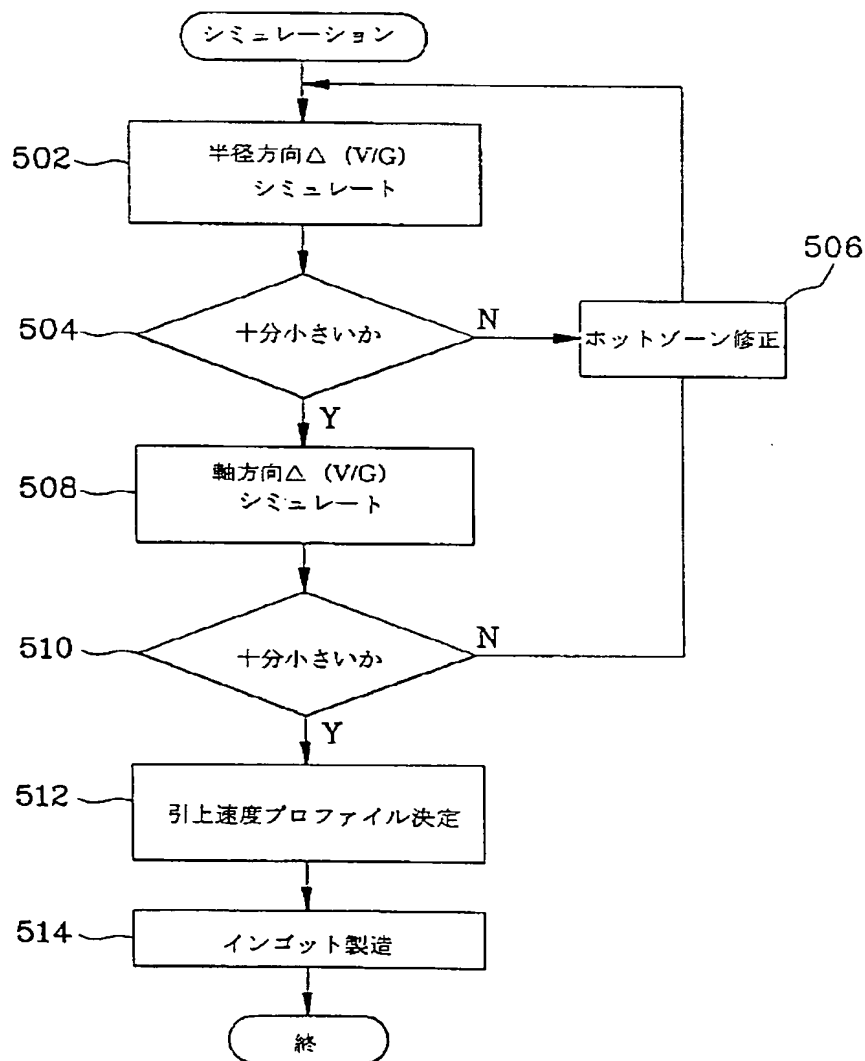 シミュレーション
502
半径方向△ (V/G)
シミュレート
504
十分小さいか
N
506
ホットゾーン修正
Y
508
軸方向△ (V/G)
シミュレート
510
十分小さいか
N
Y
512
引上速度プロファイル決定
514
インゴット製造
終